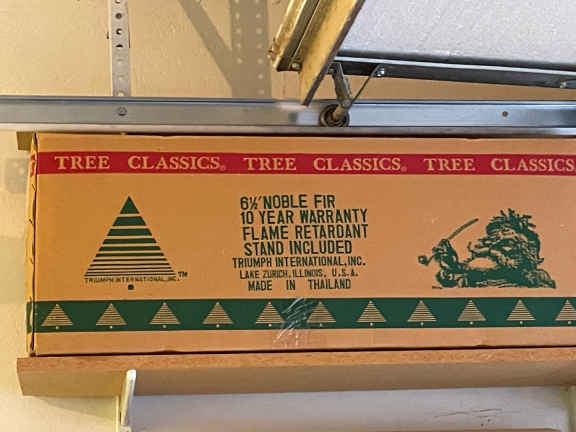 TREE CLASSICS® TREE CLASSICS® TREE CLASSICS
6½' NOBLE FIR
10 YEAR WARRANTY
FLAME RETARDANT
STAND INCLUDED
TRIUMPH INTERNATIONAL, INC.
LAKE ZURICH, ILLINOIS, U.S.A.
MADE IN THAILAND
TRIUMPH INTERNATIONAL, INC.™